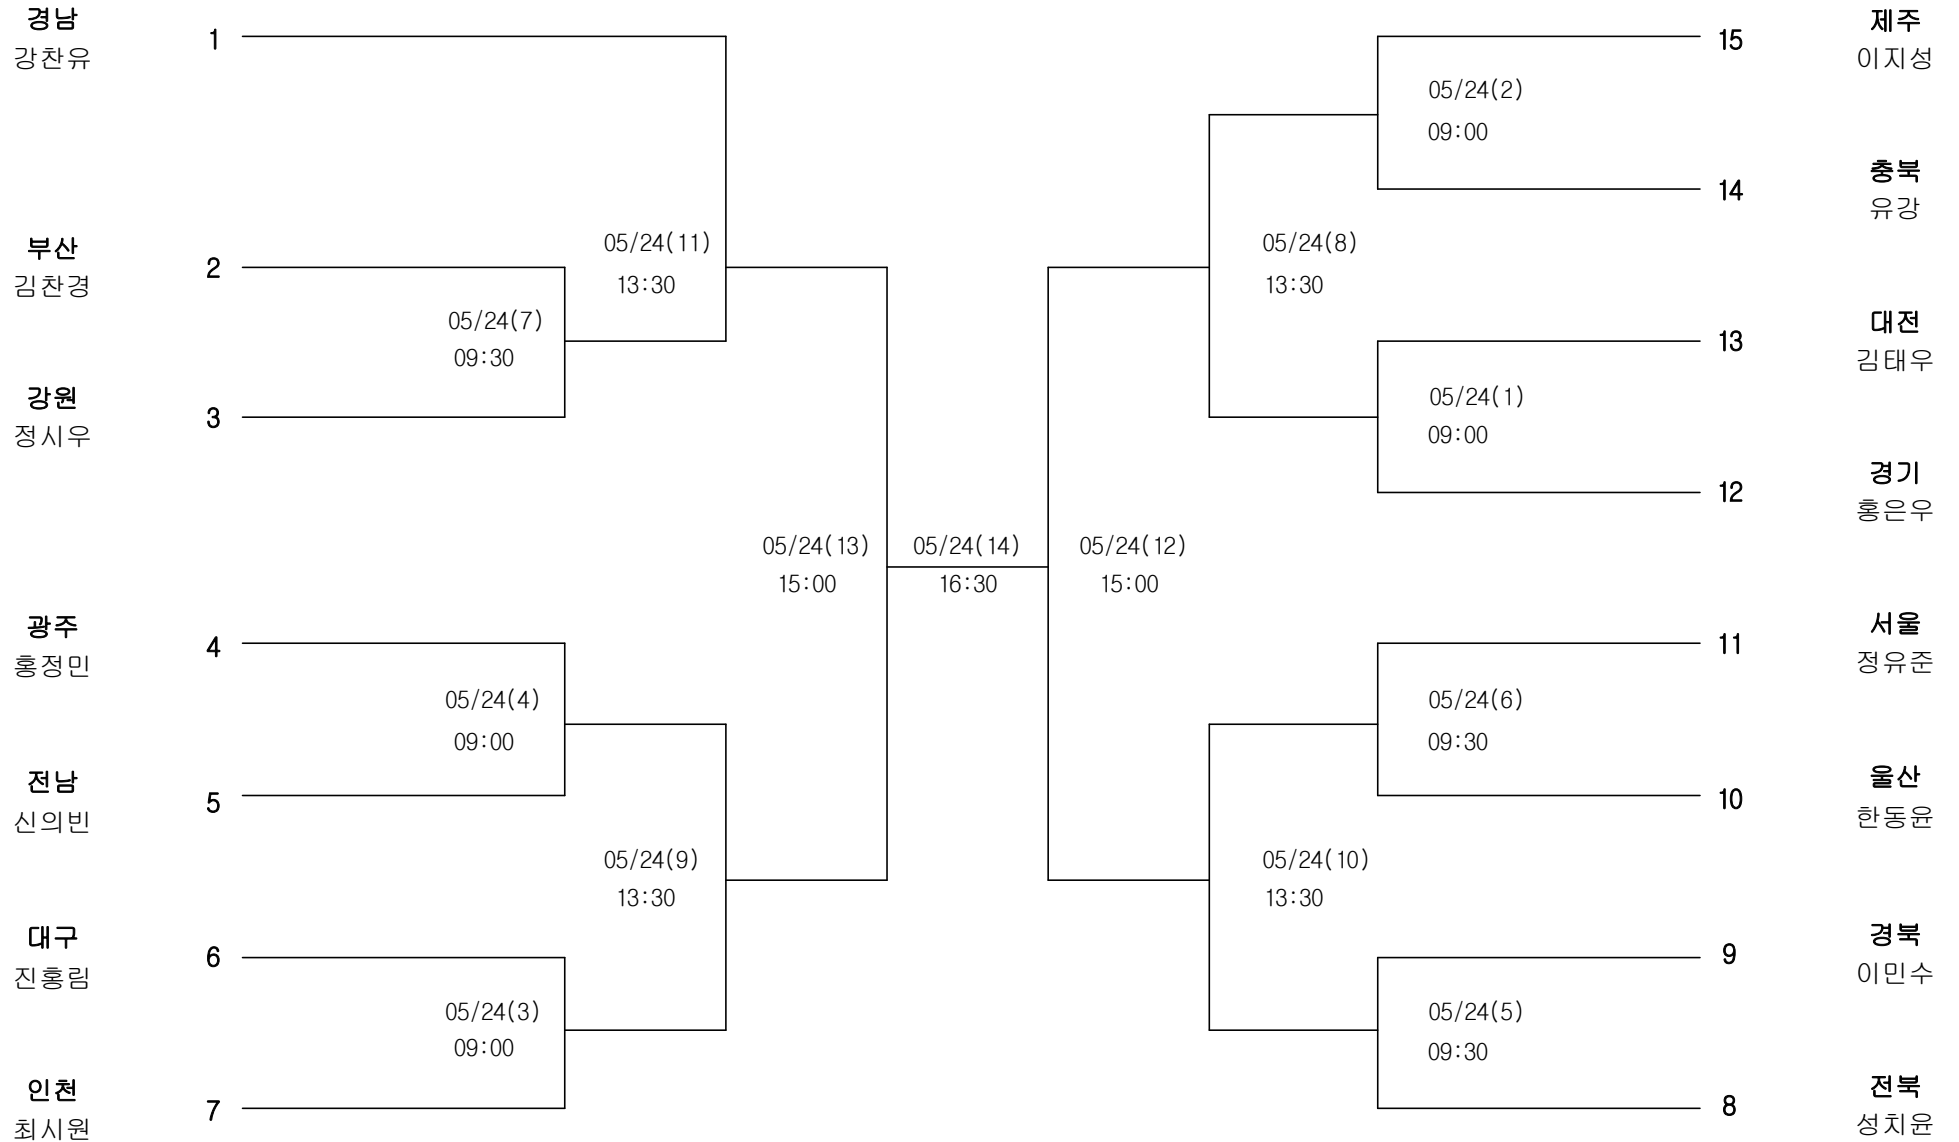 경남
강찬유
1
부산
김찬경
2
강원
정시우
3
광주
홍정민
4
전남
신의빈
5
대구
진홍림
6
인천
최시원
7
05/24(7)
09:30
05/24(11)
13:30
05/24(4)
09:00
05/24(9)
13:30
05/24(3)
09:00
05/24(13)
15:00
05/24(14)
16:30
05/24(12)
15:00
05/24(2)
09:00
05/24(8)
13:30
05/24(1)
09:00
05/24(6)
09:30
05/24(10)
13:30
05/24(5)
09:30
15
제주
이지성
14
충북
유강
13
대전
김태우
12
경기
홍은우
11
서울
정유준
10
울산
한동윤
9
경북
이민수
8
전북
성치윤